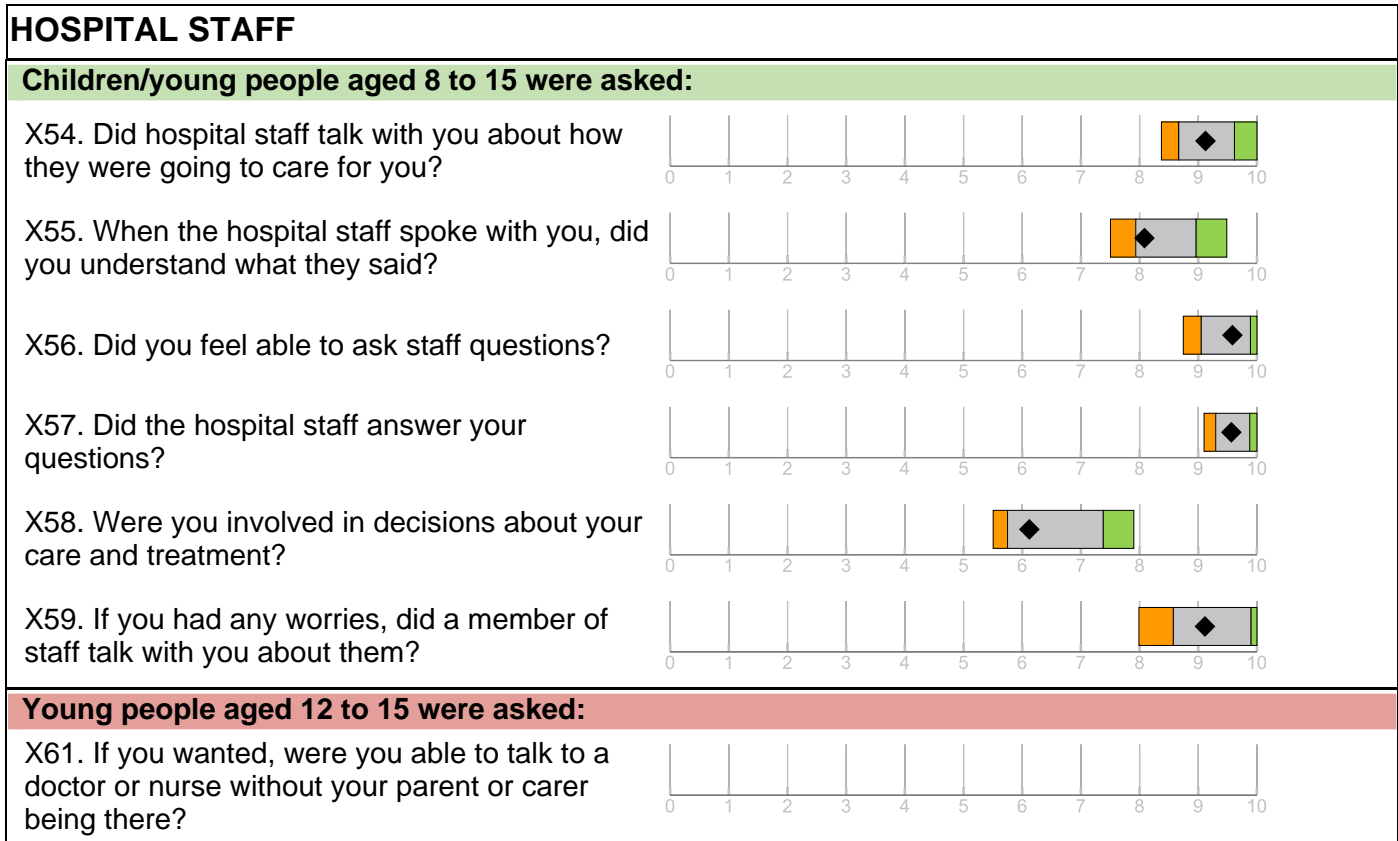 HOSPITAL STAFF
Children/young people aged 8 to 15 were asked:
X54. Did hospital staff talk with you about how
they were going to care for you?
0 1 2 3 4 5 6 7 8 9 10
X55. When the hospital staff spoke with you, did
you understand what they said?
0 1 2 3 4 5 6 7 8 9 10
X56. Did you feel able to ask staff questions?
0 1 2 3 4 5 6 7 8 9 10
X57. Did the hospital staff answer your
questions?
0 1 2 3 4 5 6 7 8 9 10
X58. Were you involved in decisions about your
care and treatment?
0 1 2 3 4 5 6 7 8 9 10
X59. If you had any worries, did a member of
staff talk with you about them?
0 1 2 3 4 5 6 7 8 9 10
Young people aged 12 to 15 were asked:
X61. If you wanted, were you able to talk to a
doctor or nurse without your parent or carer
being there?
0 1 2 3 4 5 6 7 8 9 10